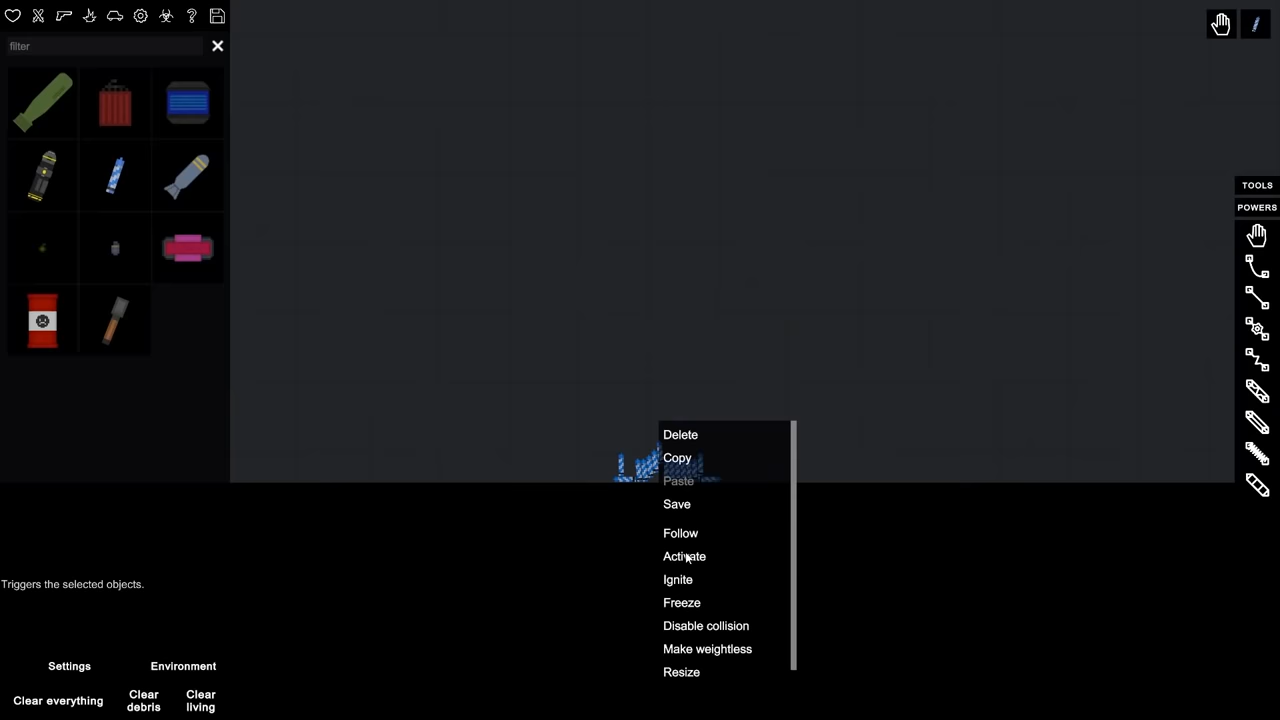 filter
TOOLS
POWERS
Delete
Copy
Paste
Save
Follow
Activate
Ignite
Freeze
Disable collision
Make weightless
Resize
Triggers the selected objects.
Settings
Environment
Clear everything
Clear
debris
Clear
living